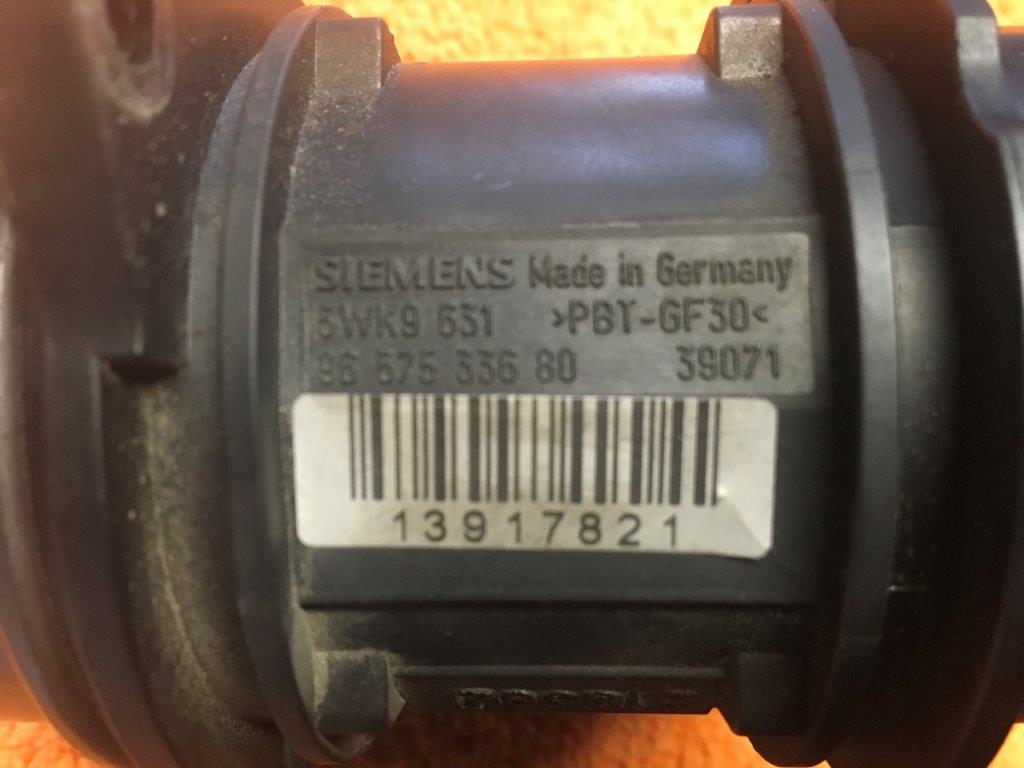 SIEMENS Made in Germany
5WK9 631 >PBT-GF30<
96 575 336 80 39071
13917821